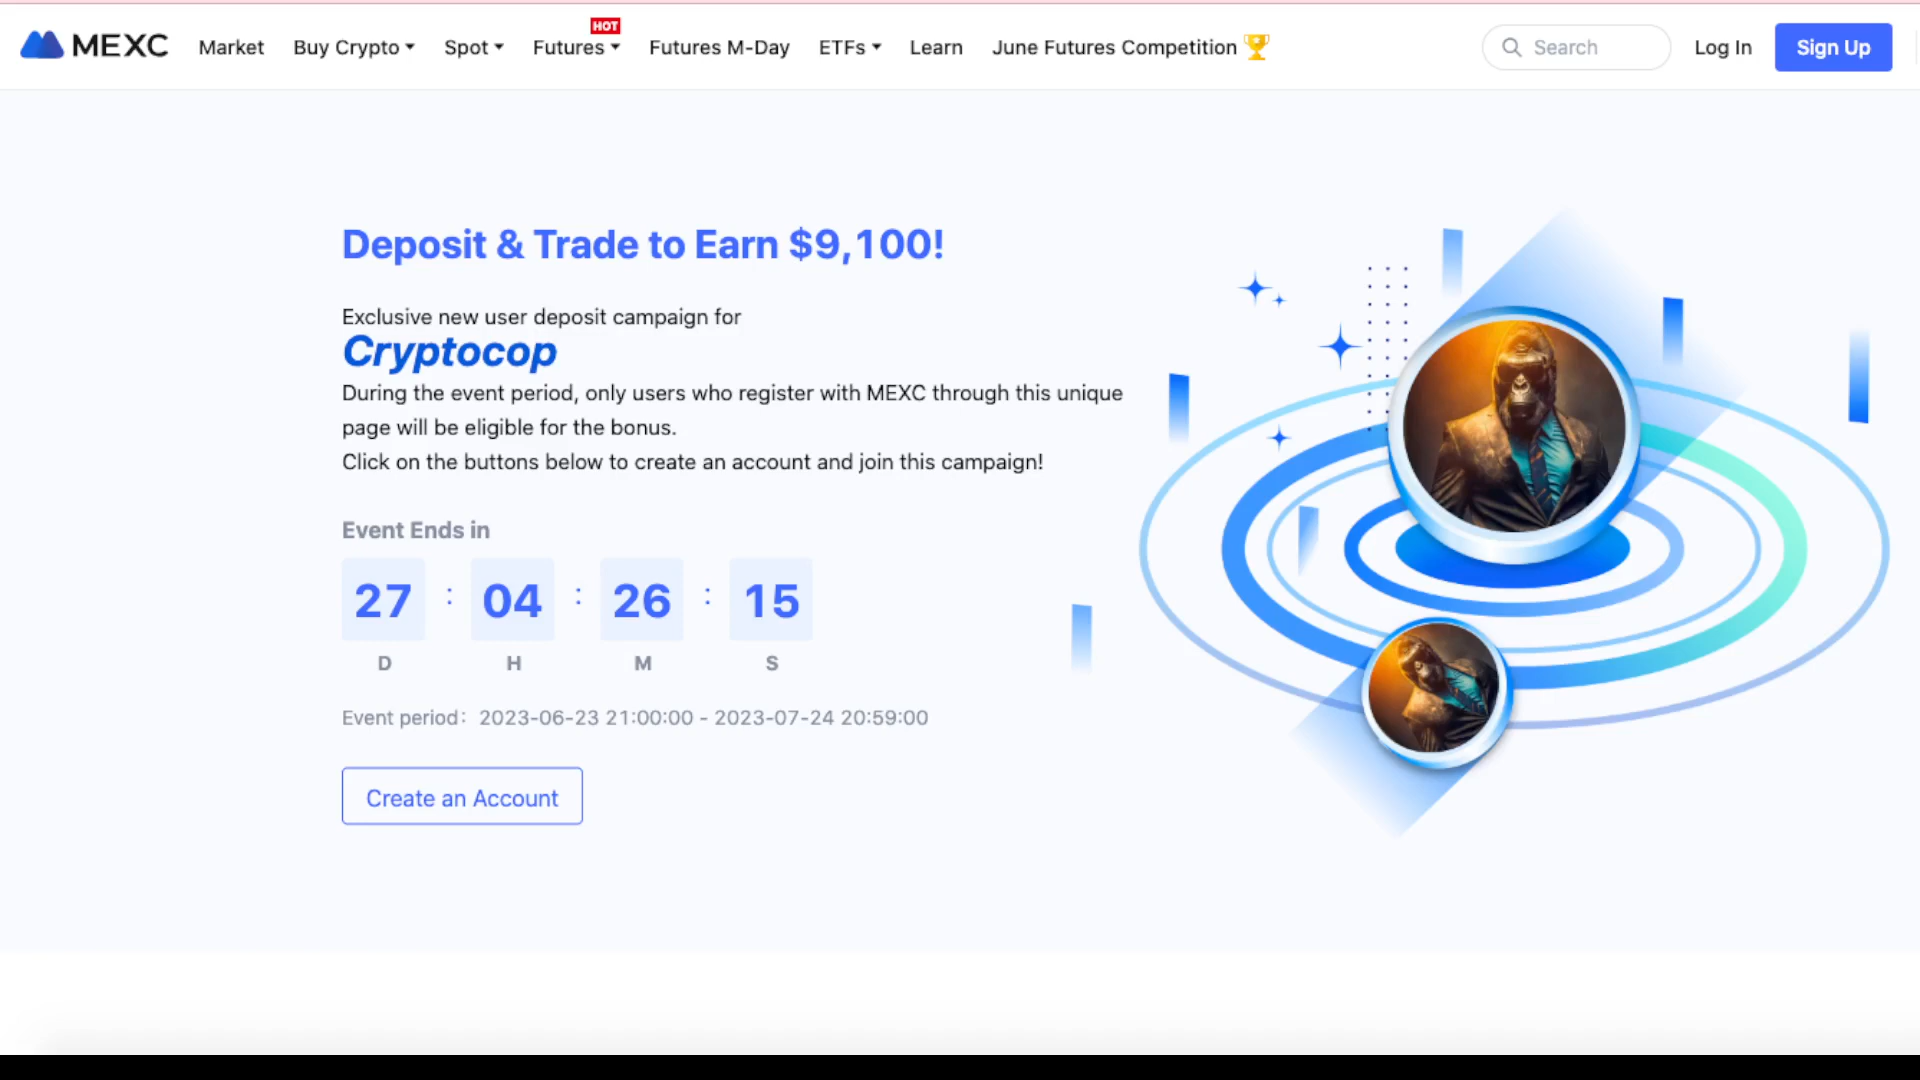 HOT
MEXC Market Buy Crypto Spot Futures Futures M-Day ETFs Learn June Futures Competition Search Log In Sign Up
Deposit & Trade to Earn $9,100!
Exclusive new user deposit campaign for
Cryptocop
During the event period, only users who register with MEXC through this unique
page will be eligible for the bonus.
Click on the buttons below to create an account and join this campaign!
Event Ends in
27 : 04 : 26 : 15
D H M S
Event period: 2023-06-23 21:00:00 - 2023-07-24 20:59:00
Create an Account